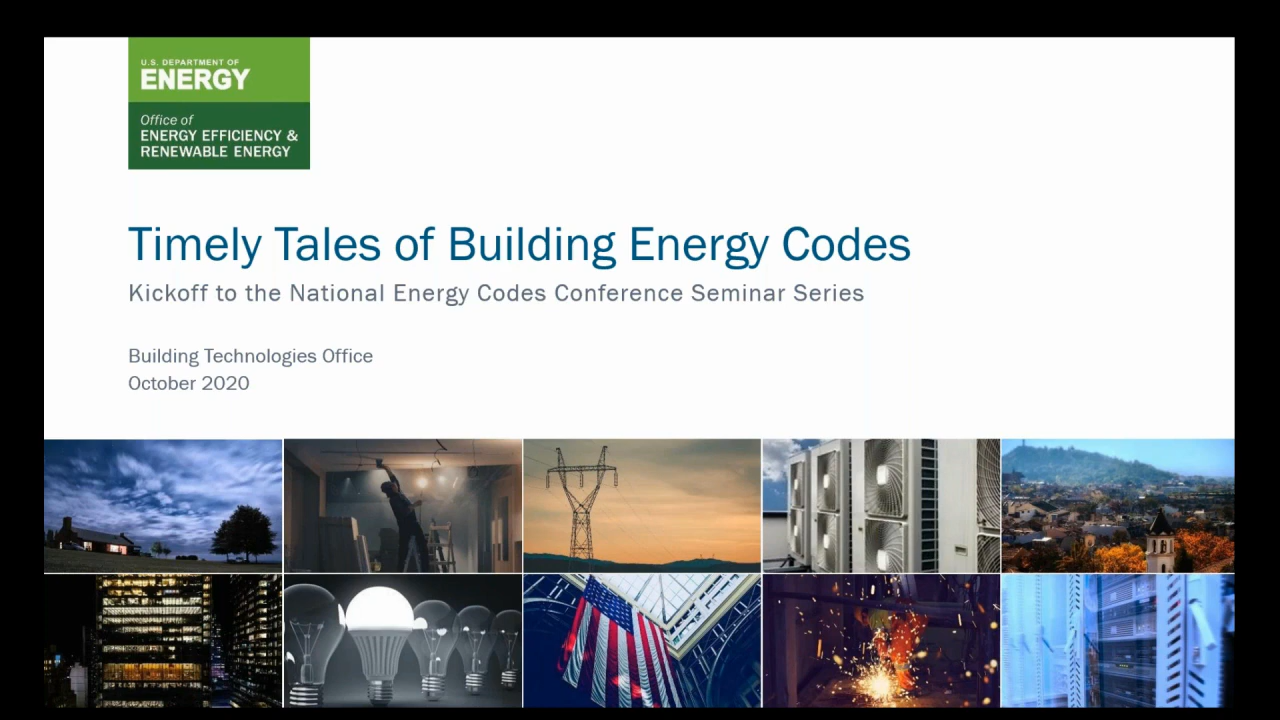 U.S. DEPARTMENT OF
ENERGY
Office of
ENERGY EFFICIENCY &
RENEWABLE ENERGY
Timely Tales of Building Energy Codes
Kickoff to the National Energy Codes Conference Seminar Series
Building Technologies Office
October 2020